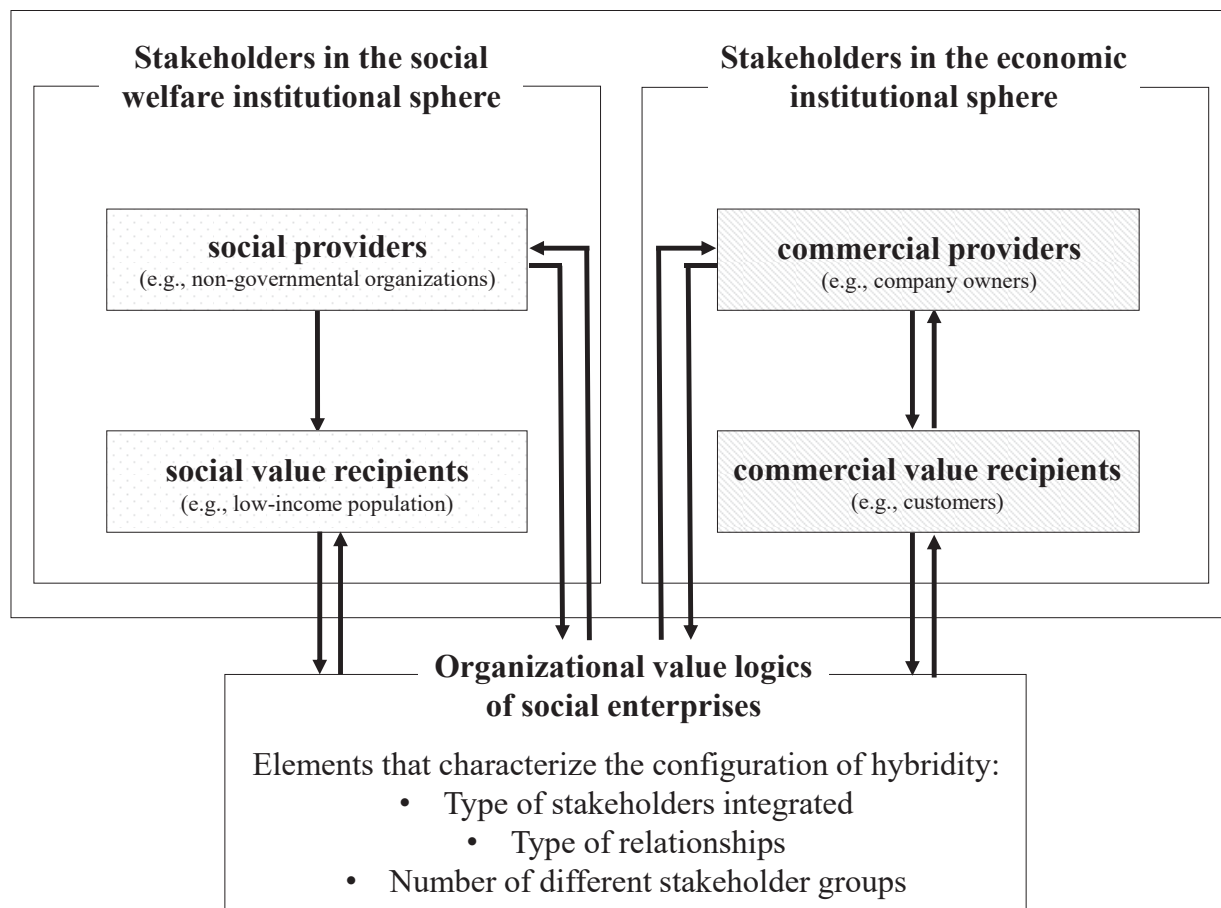 Stakeholders in the social
welfare institutional sphere
Stakeholders in the economic
institutional sphere
social providers
(e.g., non-governmental organizations)
commercial providers
(e.g., company owners)
social value recipients
(e.g., low-income population)
commercial value recipients
(e.g., customers)
Organizational value logics
of social enterprises
Elements that characterize the configuration of hybridity:
• Type of stakeholders integrated
• Type of relationships
• Number of different stakeholder groups